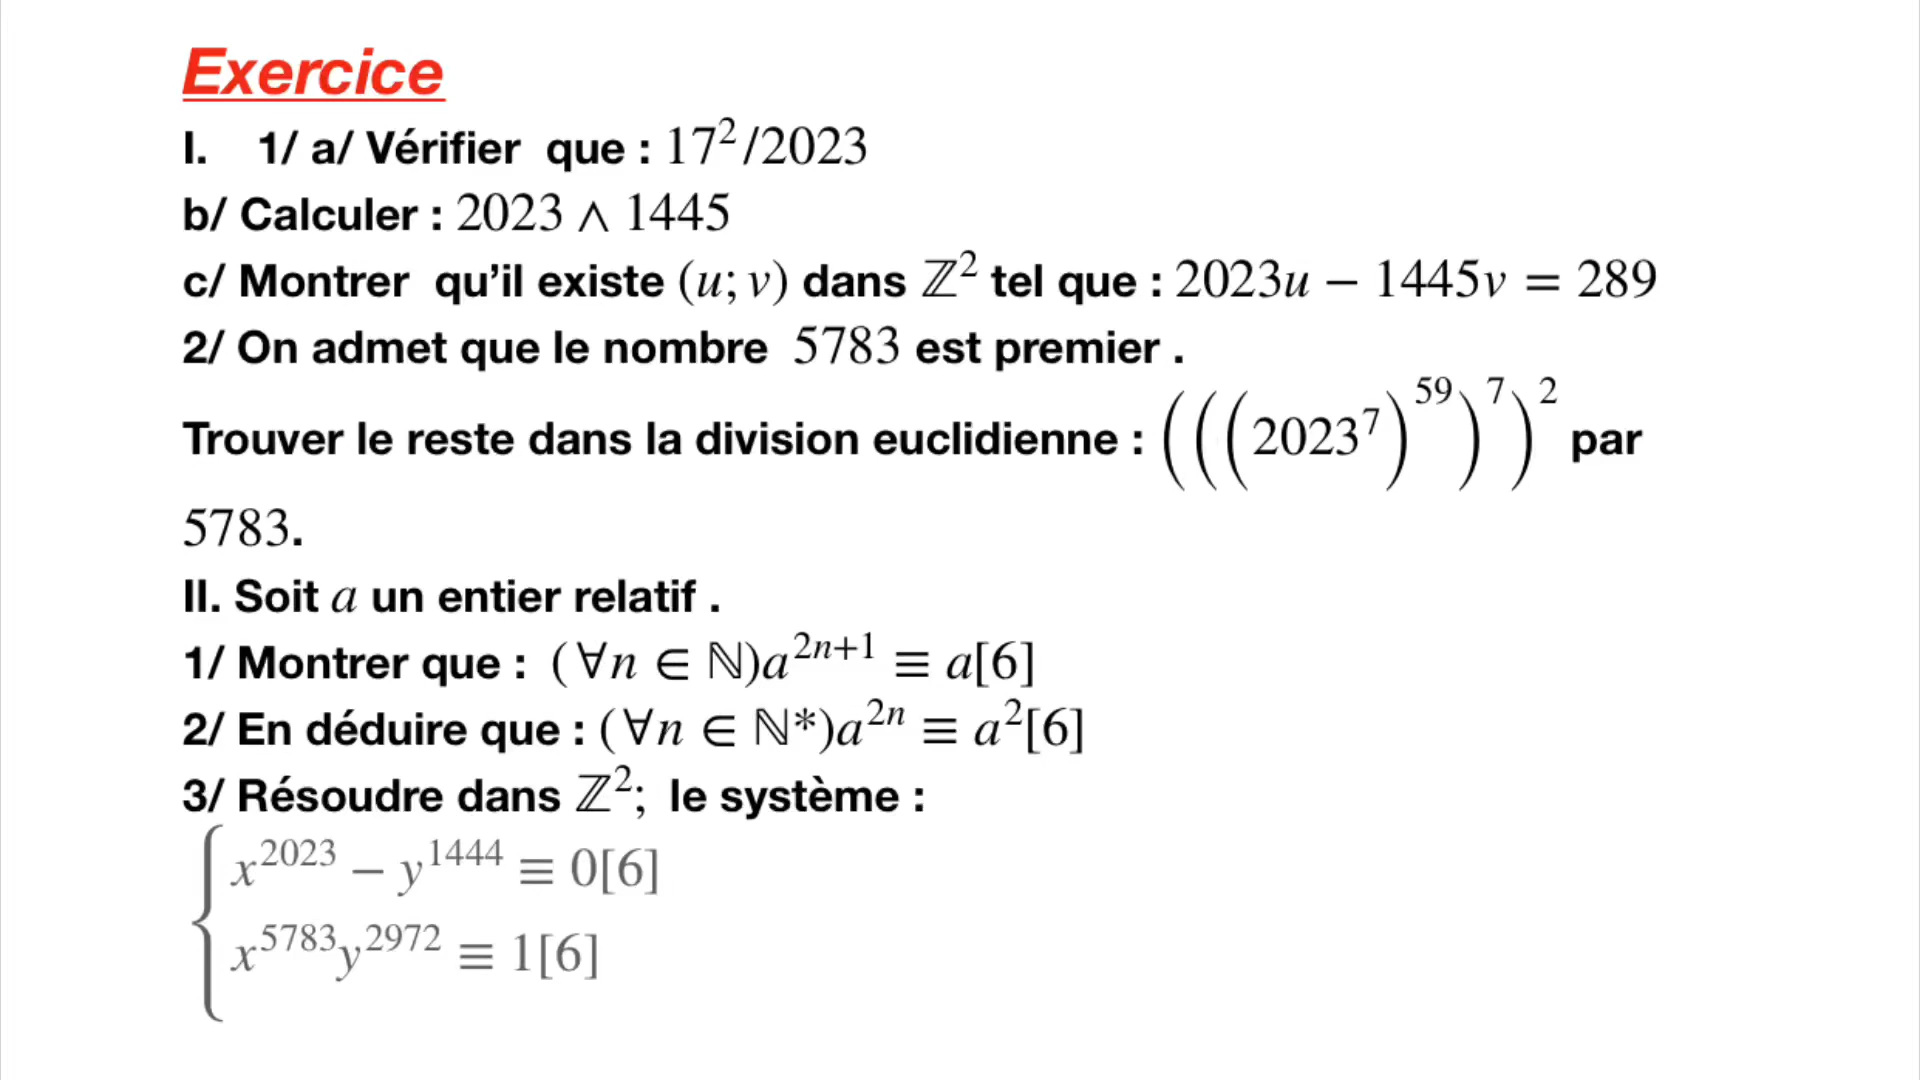 Exercice
I. 1/ a/ Vérifier que : 17²/2023
b/ Calculer : 2023 ∧ 1445
c/ Montrer qu’il existe (u; v) dans ℤ² tel que : 2023u − 1445v = 289
2/ On admet que le nombre 5783 est premier .
Trouver le reste dans la division euclidienne : (((2023⁷)⁵⁹)⁷)² par
5783.
II. Soit a un entier relatif .
1/ Montrer que : (∀n ∈ ℕ)a²ⁿ⁺¹ ≡ a[6]
2/ En déduire que : (∀n ∈ ℕ*)a²ⁿ ≡ a²[6]
3/ Résoudre dans ℤ²; le système :
x²⁰²³ − y¹⁴⁴⁴ ≡ 0[6]
x⁵⁷⁸³y²⁹⁷² ≡ 1[6]